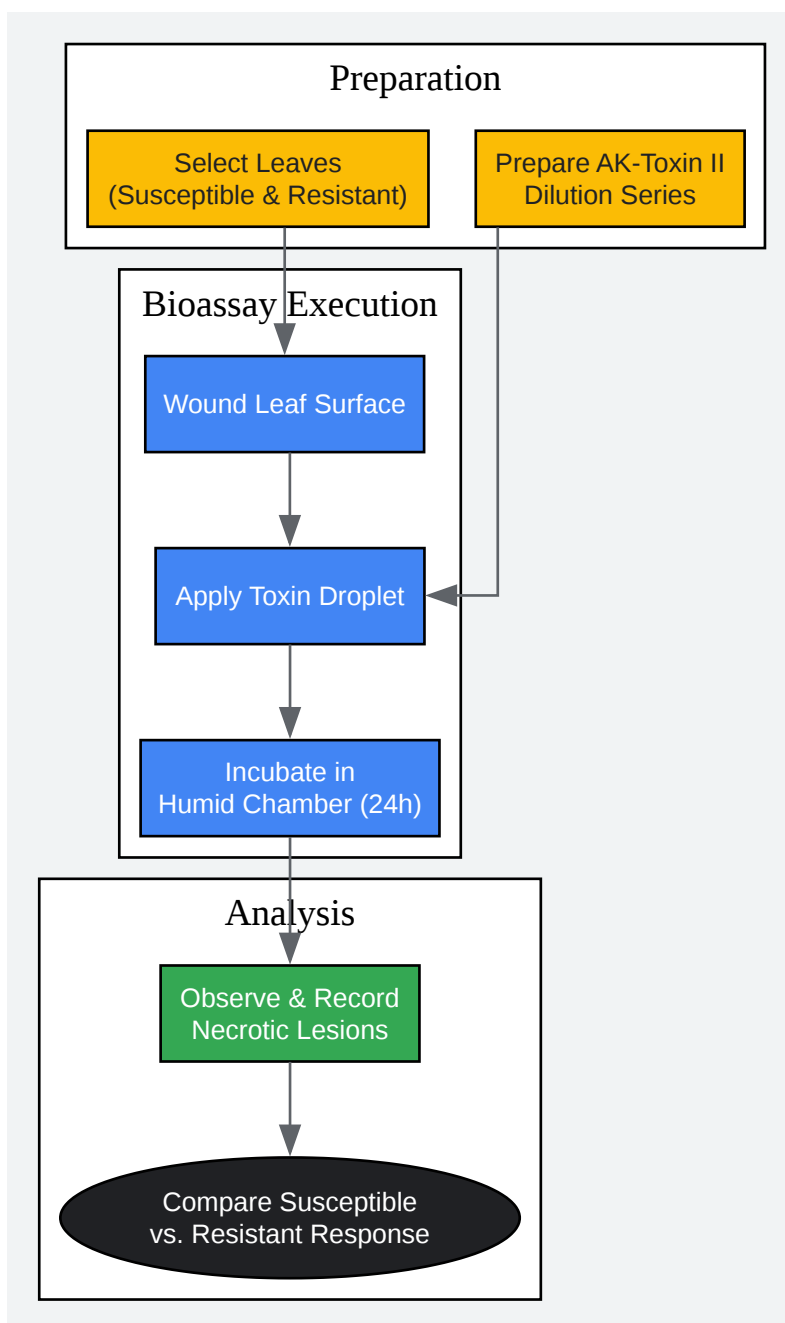 Preparation
Select Leaves
(Susceptible & Resistant)
Prepare AK-Toxin II
Dilution Series
Bioassay Execution
Wound Leaf Surface
Apply Toxin Droplet
Incubate in
Humid Chamber (24h)
Analysis
Observe & Record
Necrotic Lesions
Compare Susceptible
vs. Resistant Response